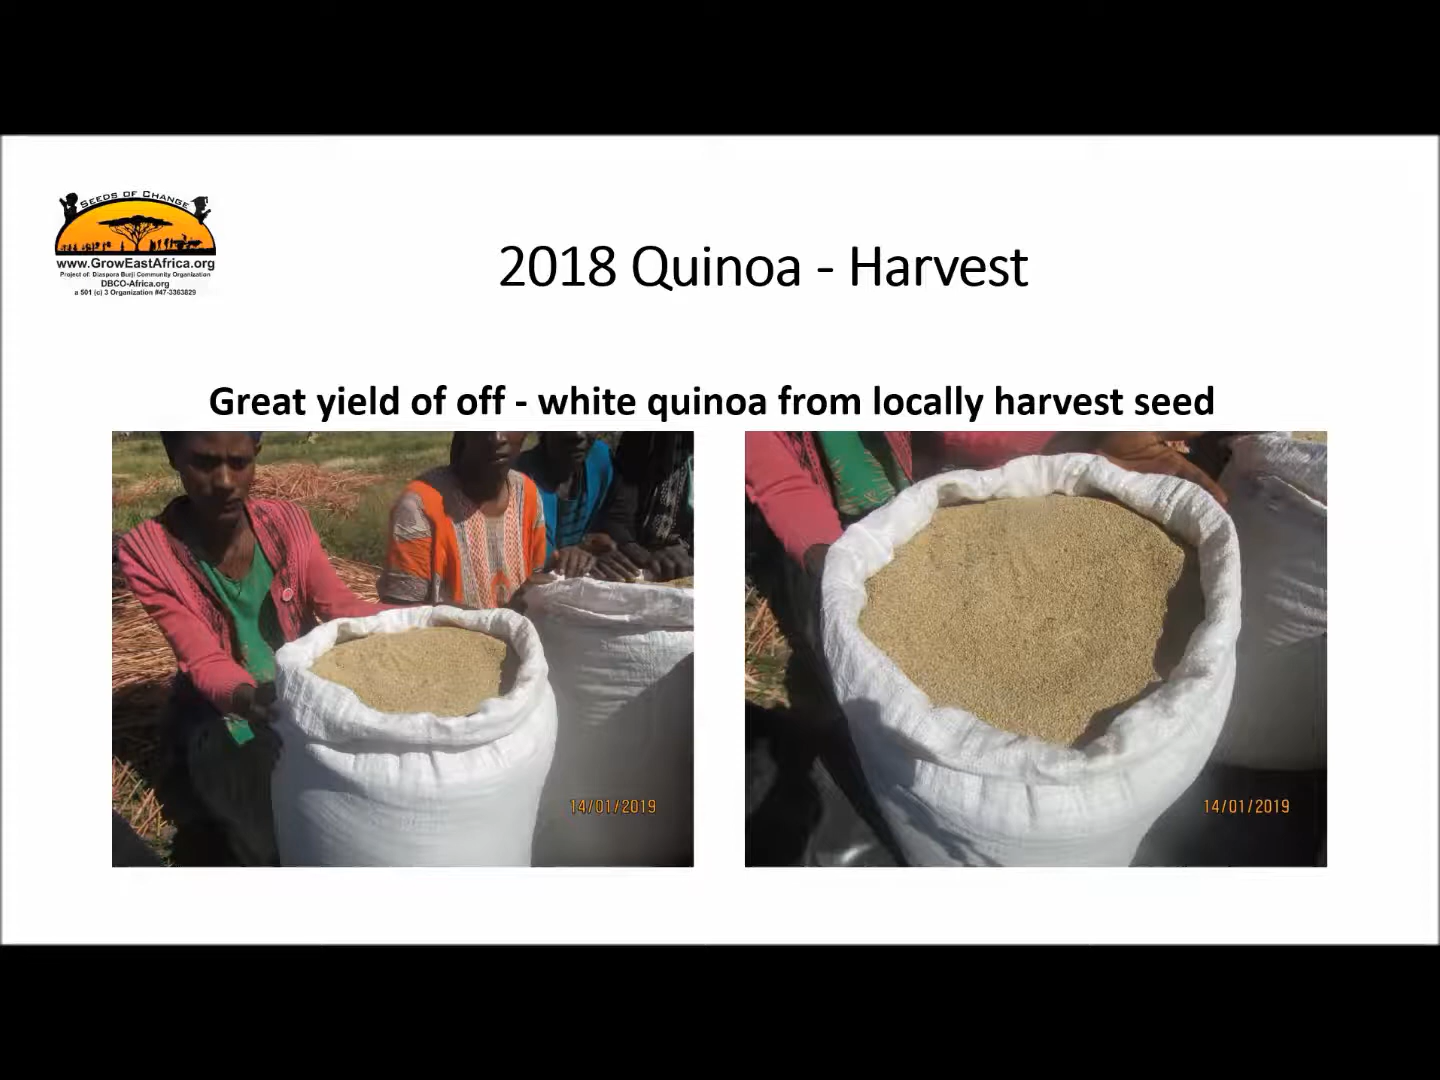 SEEDS OF CHANGE
www.GrowEastAfrica.org
Project of: Diaspora Burji Community Organization
DBCO-Africa.org
a 501 (c) 3 Organization #47-3363829
2018 Quinoa - Harvest
Great yield of off - white quinoa from locally harvest seed
14/01/2019
14/01/2019